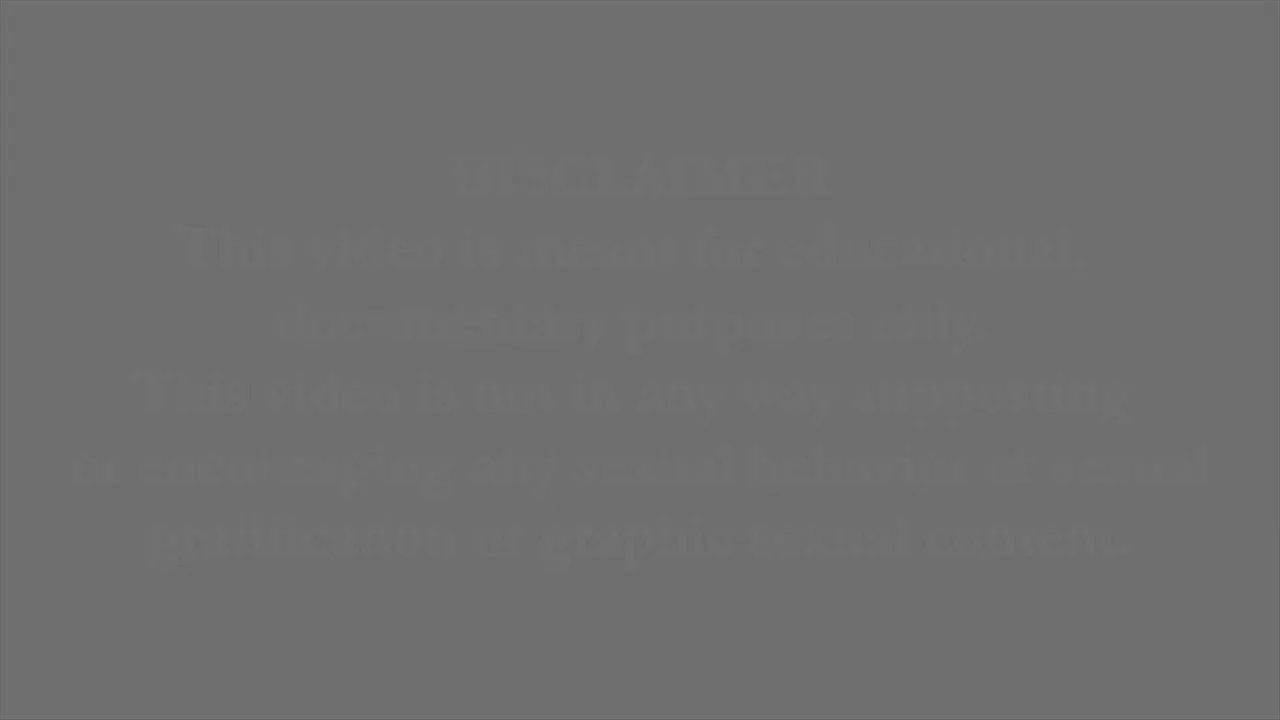 DISCLAIMER
This video is means for educational,
documentary purposes only
This video is not in any way supporting
or encouraging any sexual behavior or sexual
gratification or graphic sexual content.